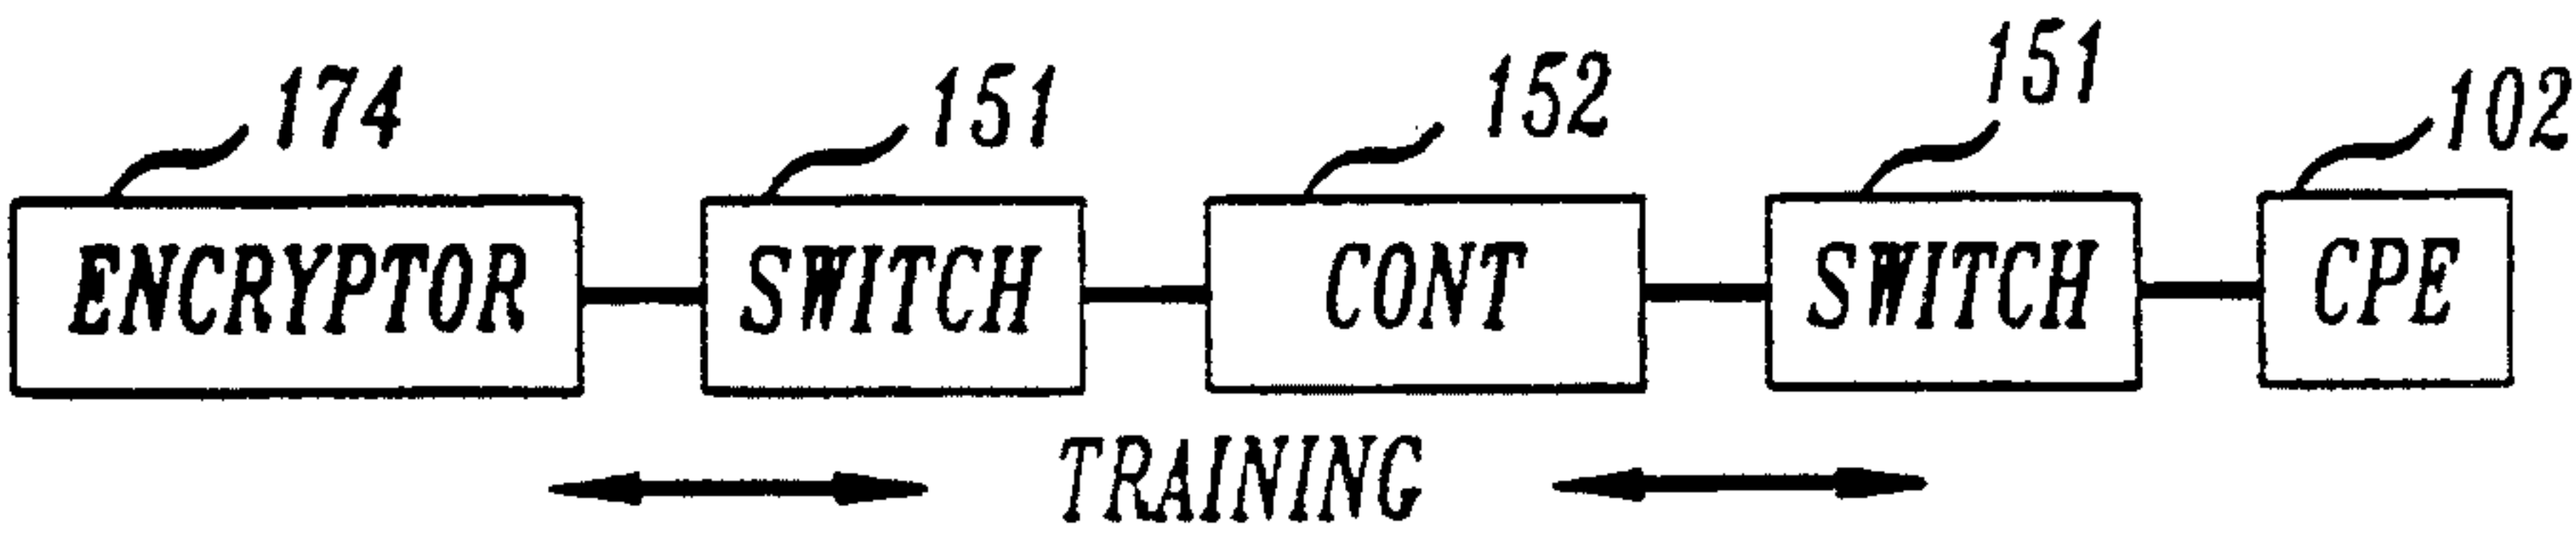 174 151 152 151 102
ENCRYPTOR SWITCH CONT SWITCH CPE
TRAINING